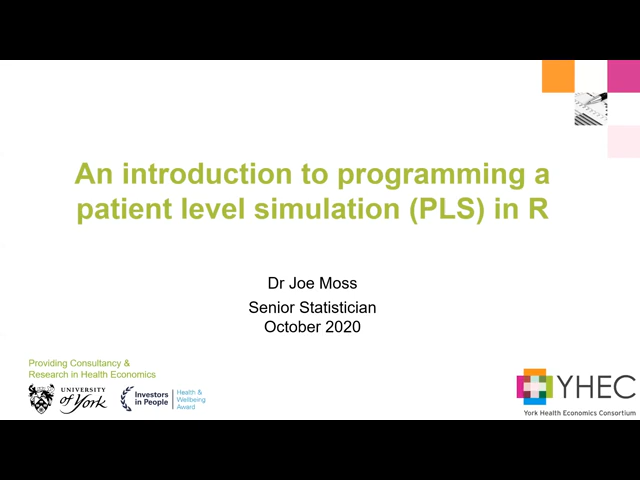 An introduction to programming a
patient level simulation (PLS) in R
Dr Joe Moss
Senior Statistician
October 2020
Providing Consultancy &
Research in Health Economics
UNIVERSITY
of York
Investors
in People
Health &
Wellbeing
Award
YHEC
York Health Economics Consortium